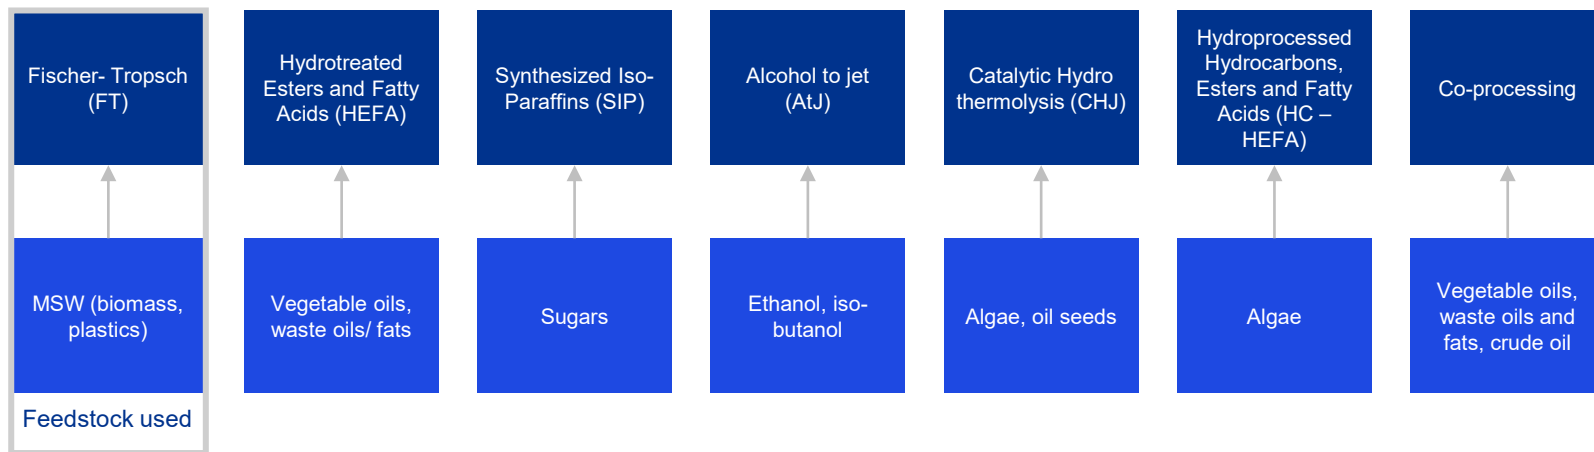 Fischer- Tropsch
(FT)
Hydrotreated
Esters and Fatty
Acids (HEFA)
Synthesized Iso-
Paraffins (SIP)
Alcohol to jet
(AtJ)
Catalytic Hydro
thermolysis (CHJ)
Hydroprocessed
Hydrocarbons,
Esters and Fatty
Acids (HC –
HEFA)
Co-processing
MSW (biomass,
plastics)
Vegetable oils,
waste oils/ fats
Sugars
Ethanol, iso-
butanol
Algae, oil seeds
Algae
Vegetable oils,
waste oils and
fats, crude oil
Feedstock used